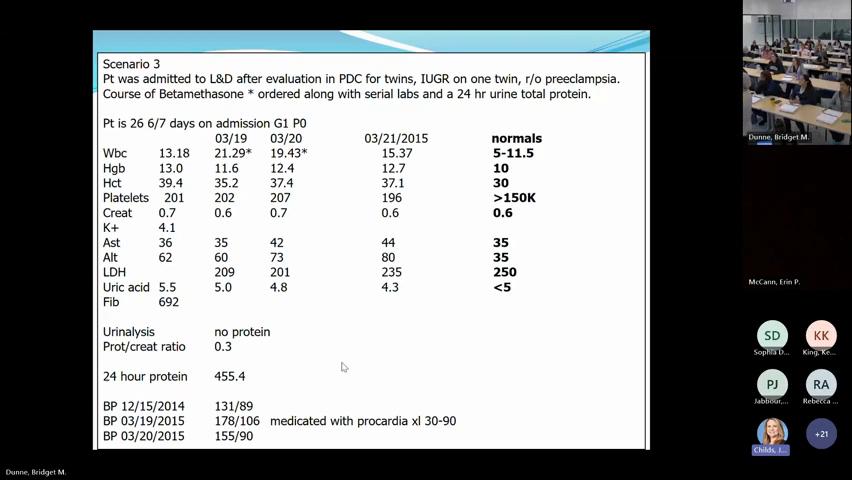 Scenario 3
Pt was admitted to L&D after evaluation in PDC for twins, IUGR on one twin, r/o preeclampsia.
Course of Betamethasone * ordered along with serial labs and a 24 hr urine total protein.
Pt is 26 6/7 days on admission G1 P0
03/19 03/20 03/21/2015 normals
Wbc 13.18 21.29* 19.43* 15.37 5-11.5
Hgb 13.0 11.6 12.4 12.7 10
Hct 39.4 35.2 37.4 37.1 30
Platelets 201 202 207 196 >150K
Creat 0.7 0.6 0.7 0.6 0.6
K+ 4.1
Ast 36 35 42 44 35
Alt 62 60 73 80 35
LDH 209 201 235 250
Uric acid 5.5 5.0 4.8 4.3 <5
Fib 692
Urinalysis no protein
Prot/creat ratio 0.3
24 hour protein 455.4
BP 12/15/2014 131/89
BP 03/19/2015 178/106 medicated with procardia xl 30-90
BP 03/20/2015 155/90
Dunne, Bridget M.
McCann, Erin P.
SD KK
Sophia D... King, Ke...
PJ RA
Jabbour,... Rebecca ...
+21
Childs, J...
Dunne, Bridget M.